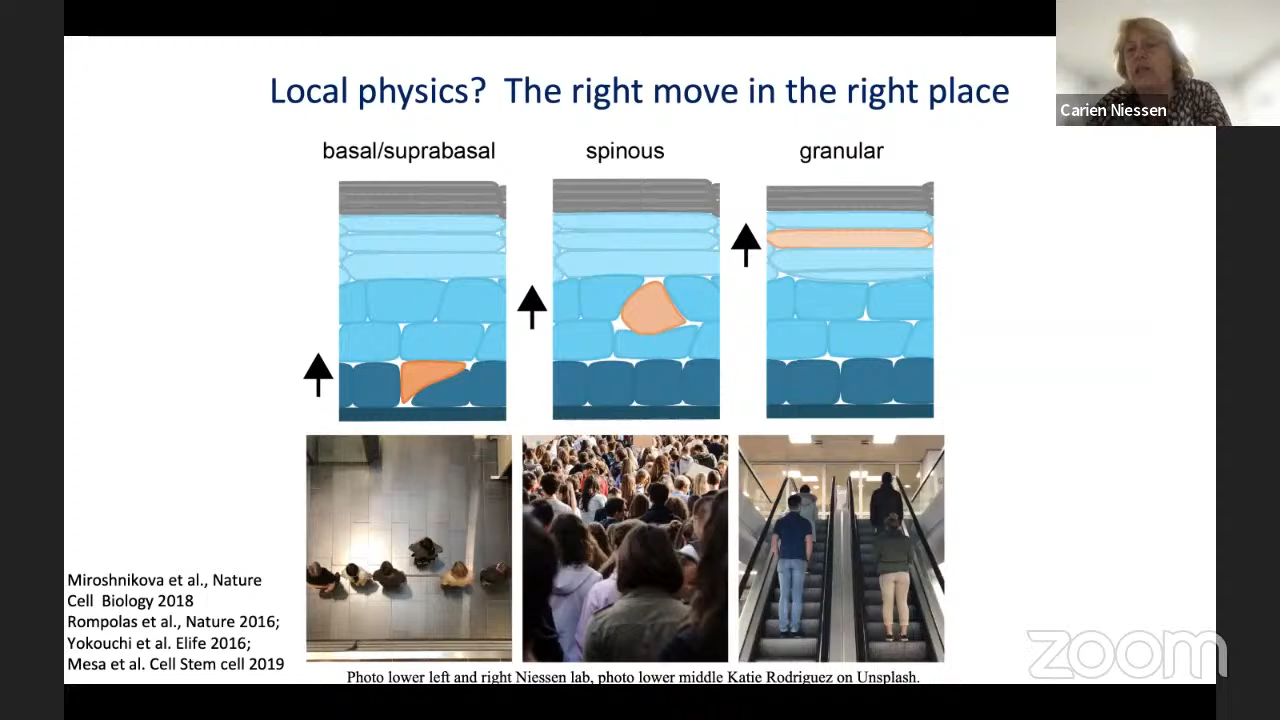 Local physics?  The right move in the right place
Carien Niessen
basal/suprabasal
spinous
granular
Miroshnikova et al., Nature
Cell  Biology 2018
Rompolas et al., Nature 2016;
Yokouchi et al. Elife 2016;
Mesa et al. Cell Stem cell 2019
Photo lower left and right Niessen lab, photo lower middle Katie Rodriguez on Unsplash.
zoom